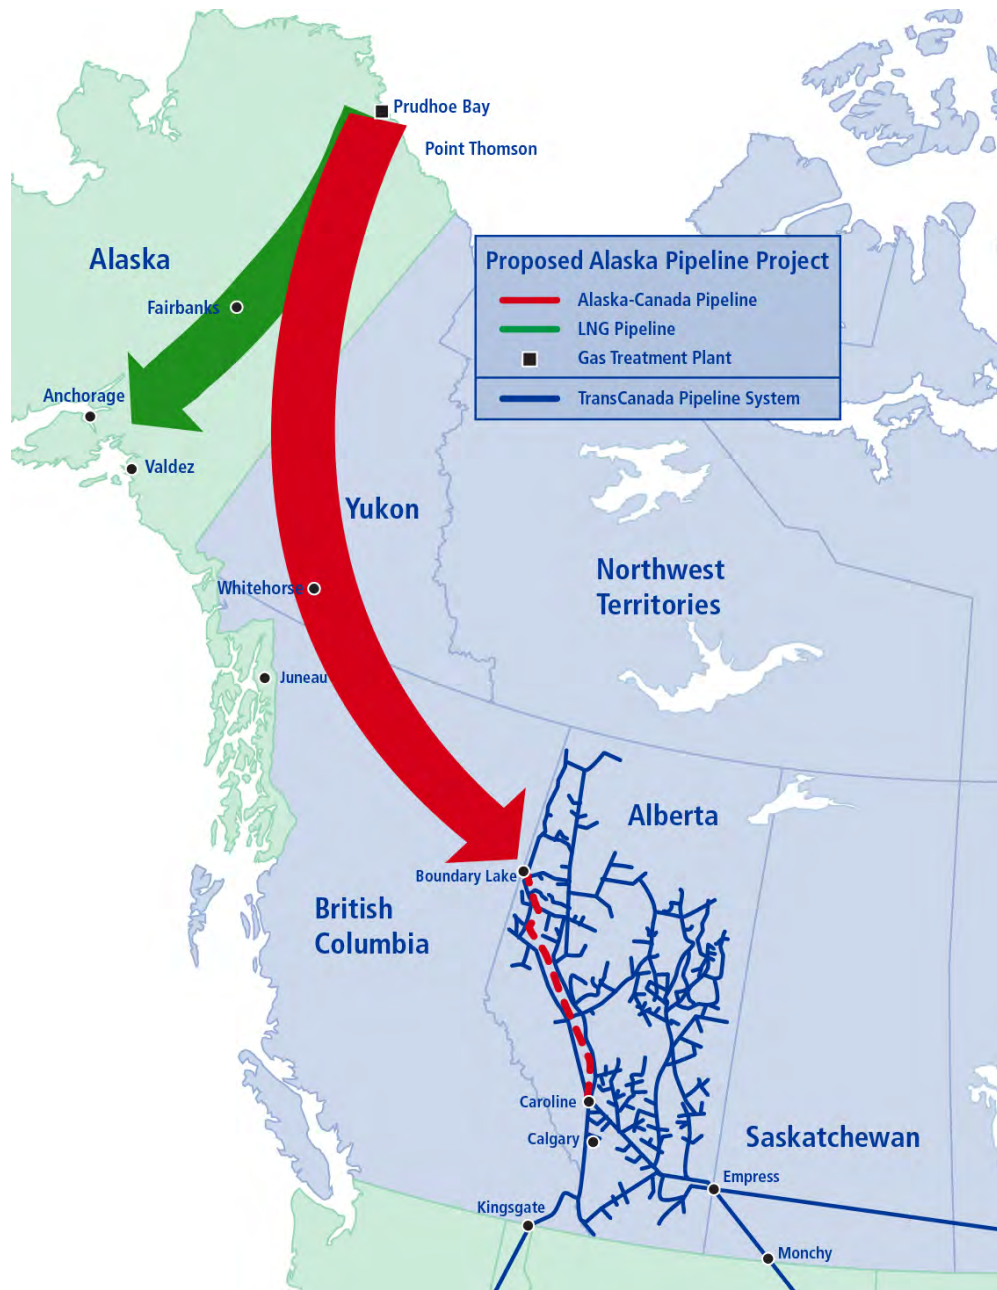 Prudhoe Bay
Point Thomson
Alaska
Proposed Alaska Pipeline Project
Alaska-Canada Pipeline
LNG Pipeline
Gas Treatment Plant
TransCanada Pipeline System
Fairbanks
Anchorage
Valdez
Yukon
Northwest
Territories
Whitehorse
Juneau
Alberta
Boundary Lake
British
Columbia
Caroline
Calgary
Saskatchewan
Empress
Kingsgate
Monchy